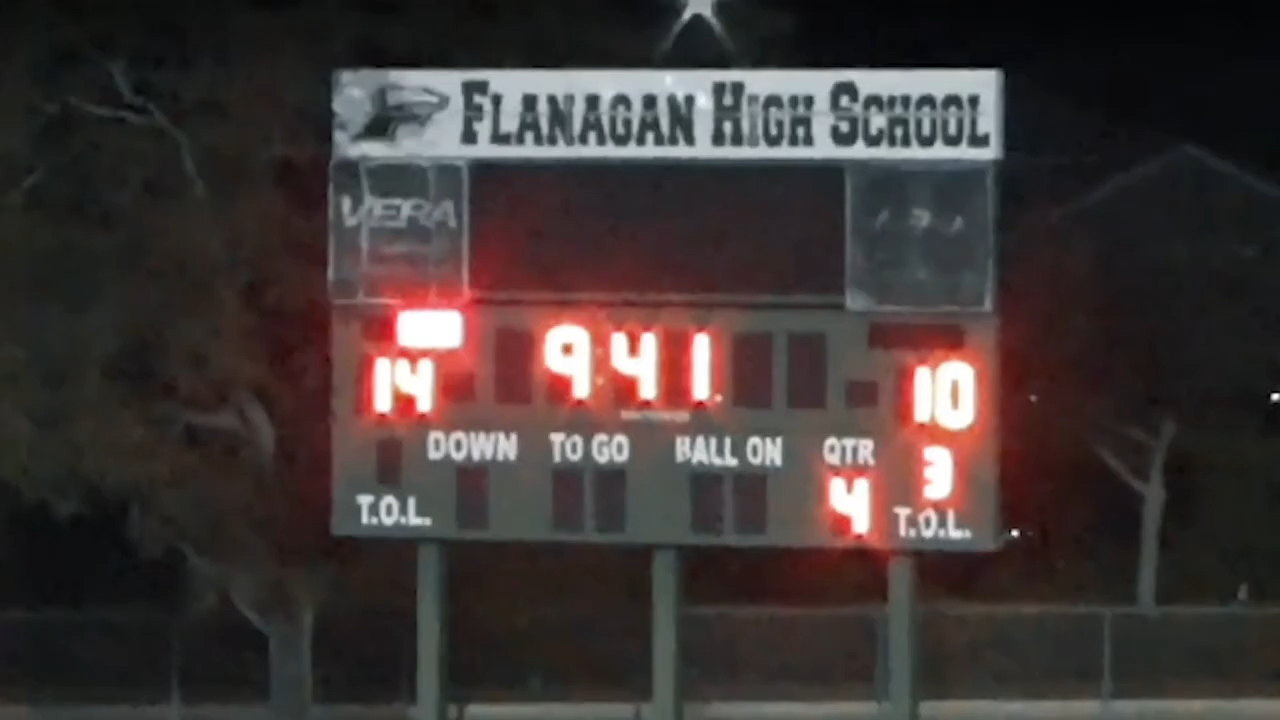 FLANAGAN HIGH SCHOOL
VERA
14 9:41 10
DOWN TO GO BALL ON QTR 3
4
T.O.L. T.O.L.